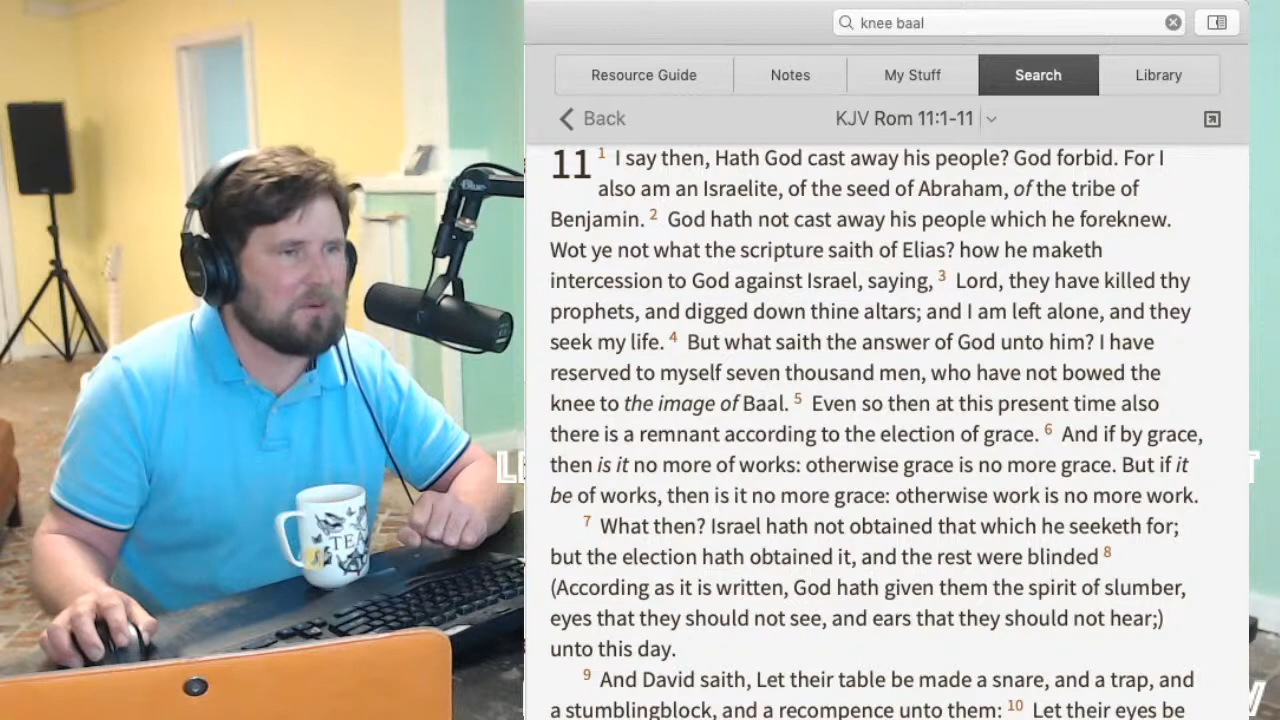 knee baal
Resource Guide
Notes
My Stuff
Search
Library
Back
KJV Rom 11:1-11
11 1 I say then, Hath God cast away his people? God forbid. For I
also am an Israelite, of the seed of Abraham, of the tribe of
Benjamin. 2 God hath not cast away his people which he foreknew.
Wot ye not what the scripture saith of Elias? how he maketh
intercession to God against Israel, saying, 3 Lord, they have killed thy
prophets, and digged down thine altars; and I am left alone, and they
seek my life. 4 But what saith the answer of God unto him? I have
reserved to myself seven thousand men, who have not bowed the
knee to the image of Baal. 5 Even so then at this present time also
there is a remnant according to the election of grace. 6 And if by grace,
then is it no more of works: otherwise grace is no more grace. But if it
be of works, then is it no more grace: otherwise work is no more work.
7 What then? Israel hath not obtained that which he seeketh for;
but the election hath obtained it, and the rest were blinded 8
(According as it is written, God hath given them the spirit of slumber,
eyes that they should not see, and ears that they should not hear;)
unto this day.
9 And David saith, Let their table be made a snare, and a trap, and
a stumblingblock, and a recompence unto them: 10 Let their eyes be
Blue
TEA